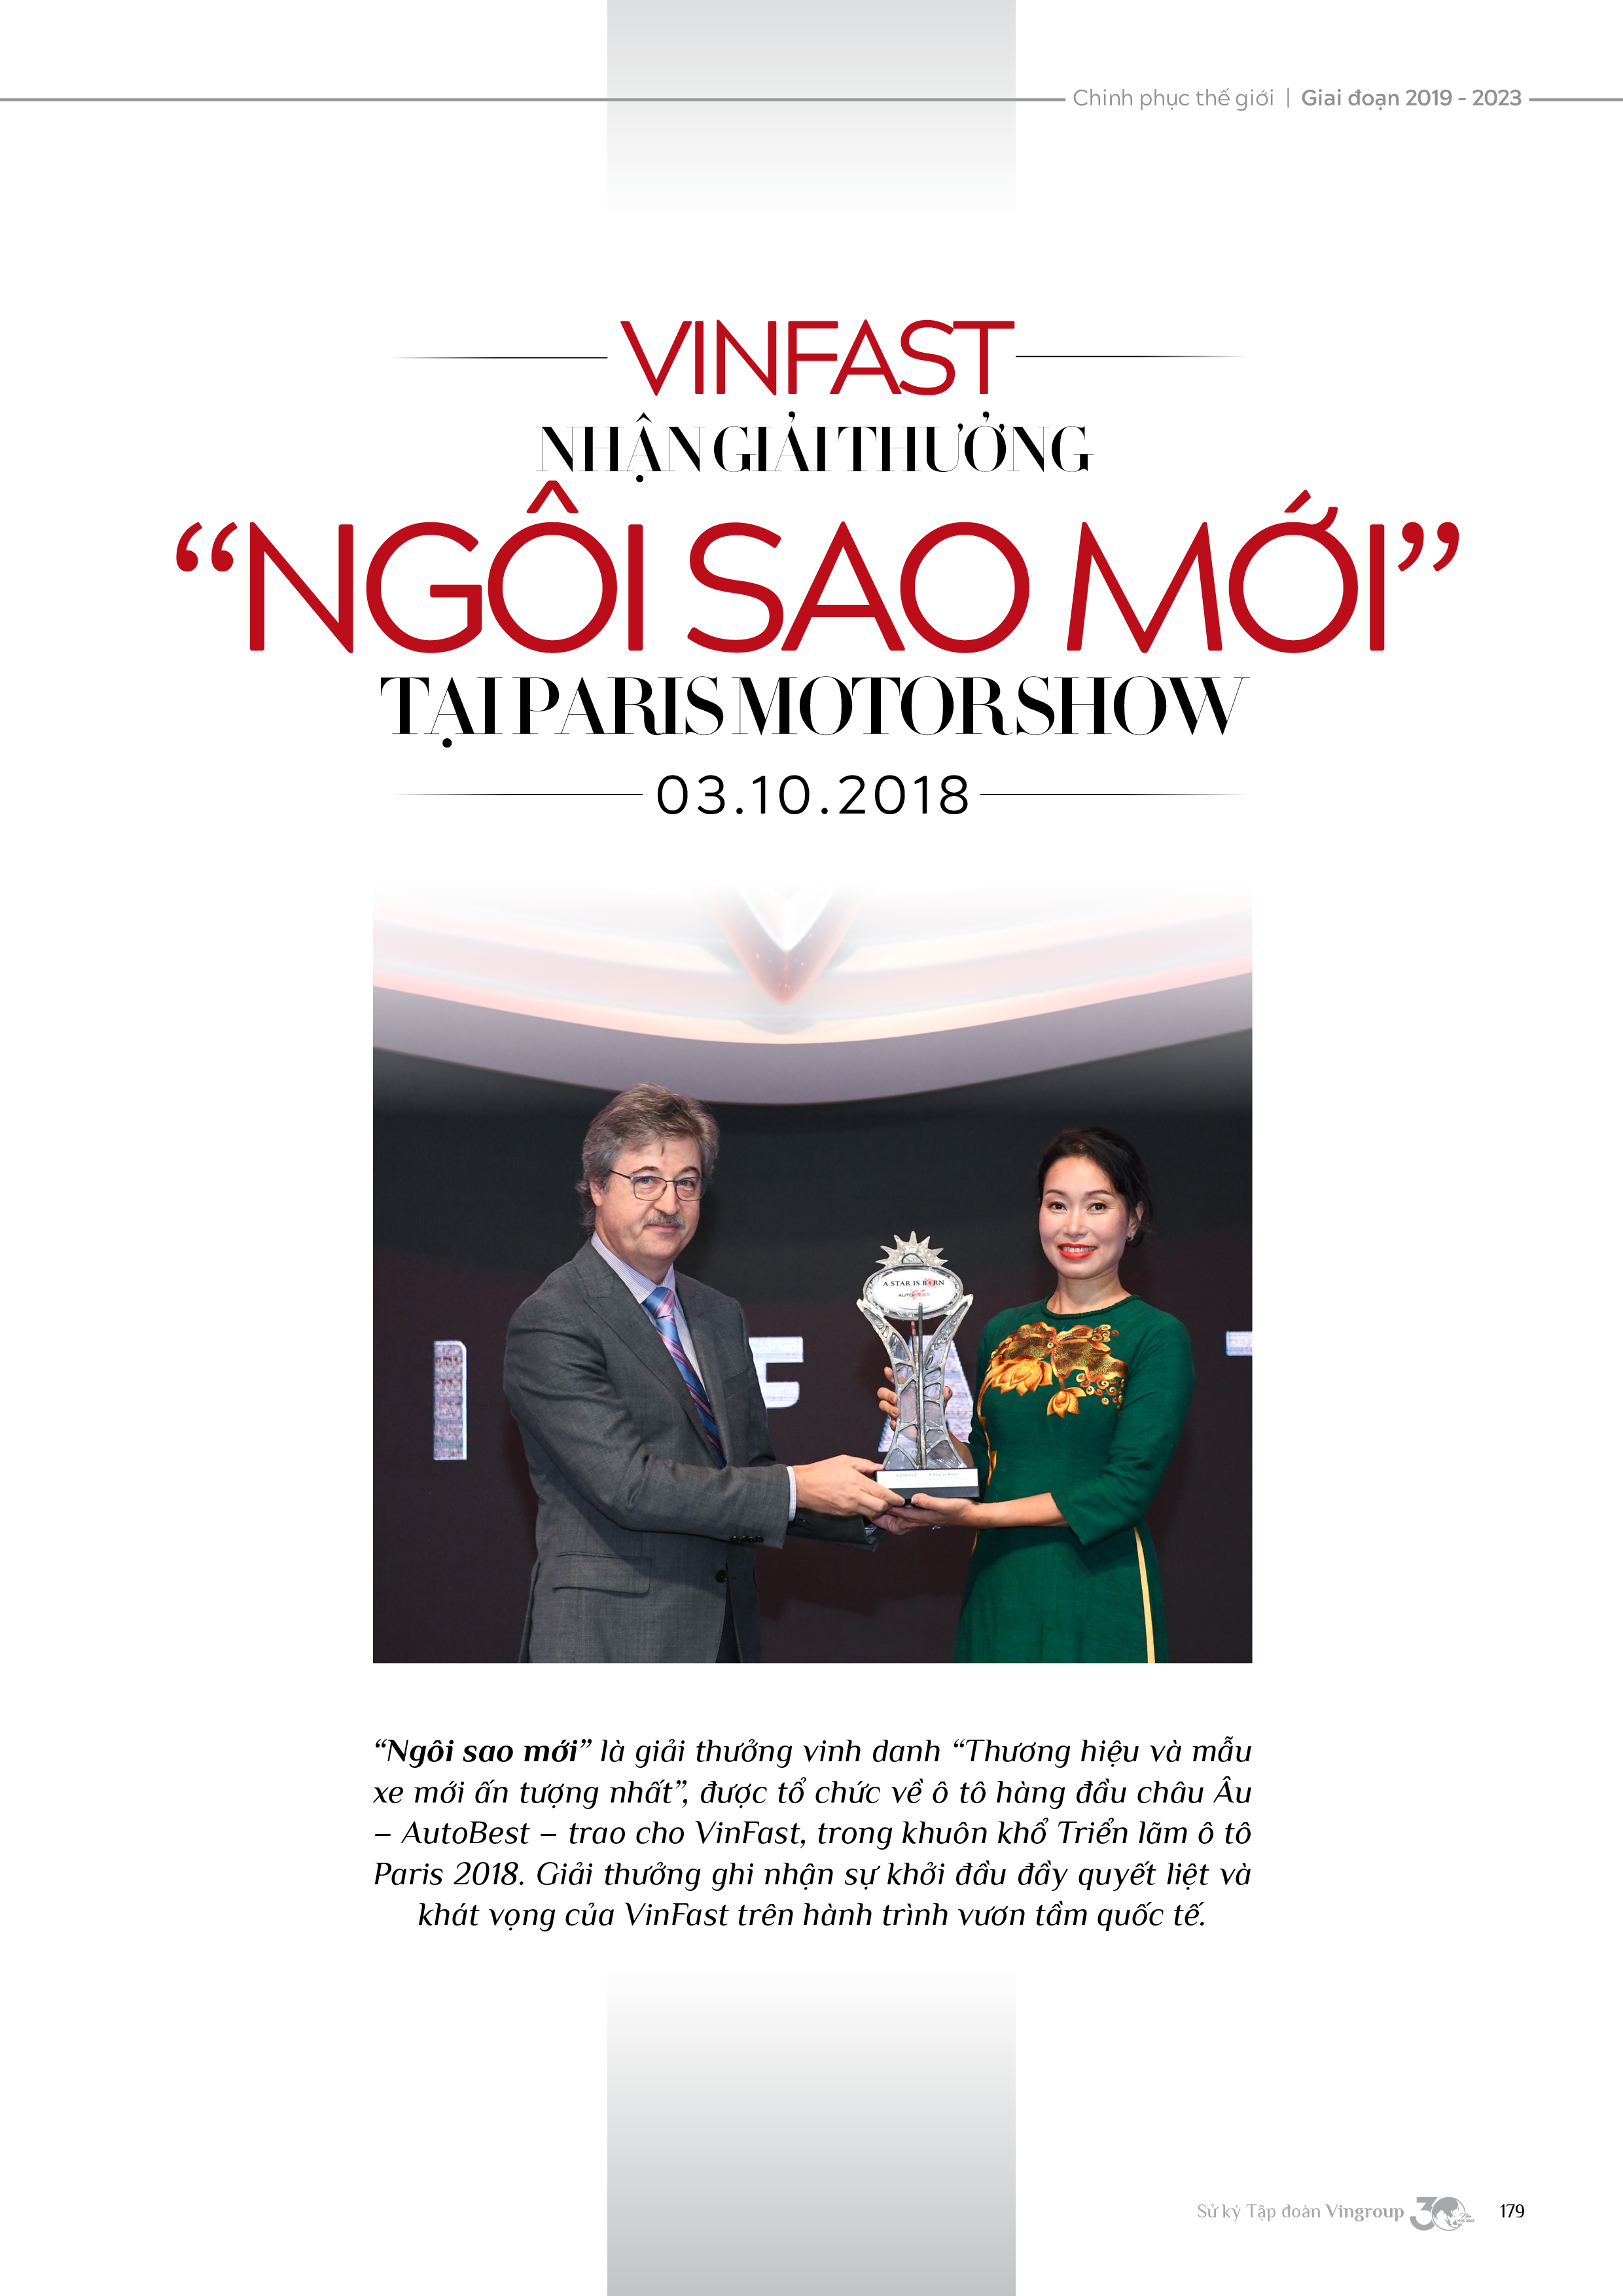 Chinh phục thế giới | Giai đoạn 2019 - 2023
VINFAST
NHẬN GIẢI THƯỞNG
“NGÔI SAO MỚI”
TẠI PARIS MOTOR SHOW
03.10.2018
A STAR IS BORN
AUTOBEST
“Ngôi sao mới” là giải thưởng vinh danh “Thương hiệu và mẫu
xe mới ấn tượng nhất”, được tổ chức về ô tô hàng đầu châu Âu
– AutoBest – trao cho VinFast, trong khuôn khổ Triển lãm ô tô
Paris 2018. Giải thưởng ghi nhận sự khởi đầu đầy quyết liệt và
khát vọng của VinFast trên hành trình vươn tầm quốc tế.
Sử ký Tập đoàn Vingroup 30 179